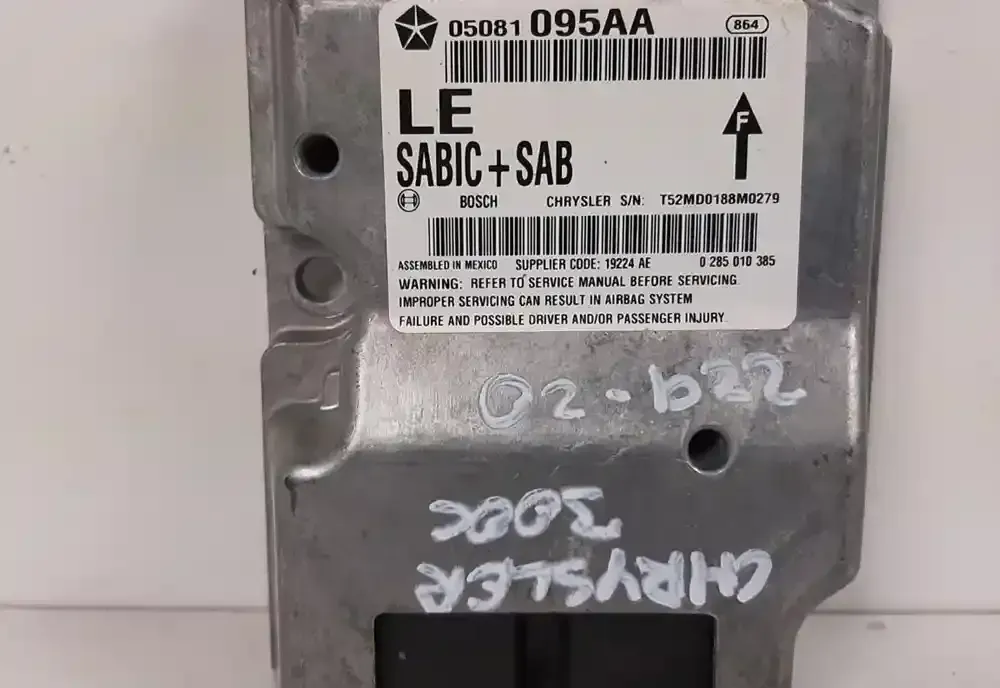 05081 095AA 864
LE
F
SABIC + SAB
BOSCH CHRYSLER S/N: T52MD0188M0279
ASSEMBLED IN MEXICO SUPPLIER CODE: 19224 AE 0 285 010 385
WARNING: REFER TO SERVICE MANUAL BEFORE SERVICING.
IMPROPER SERVICING CAN RESULT IN AIRBAG SYSTEM
FAILURE AND POSSIBLE DRIVER AND/OR PASSENGER INJURY.
CHRYSLER
300C